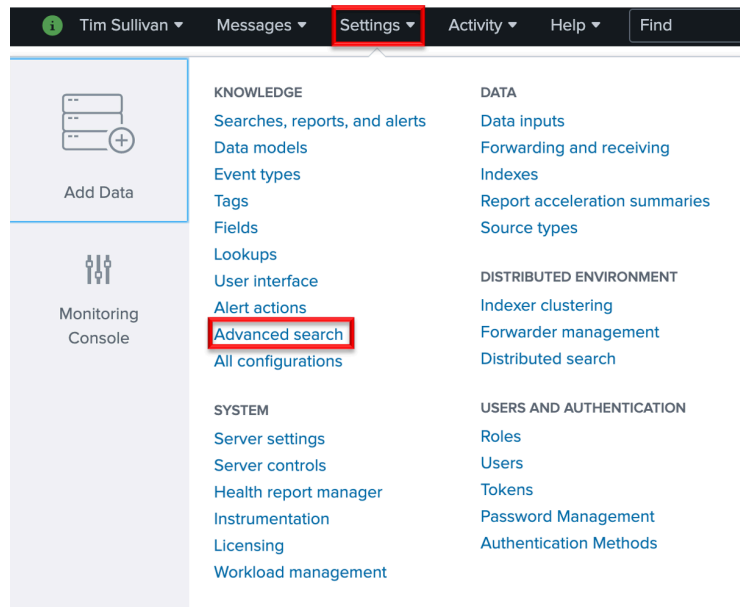 i Tim Sullivan Messages Settings Activity Help Find
Add Data
Monitoring
Console
KNOWLEDGE
Searches, reports, and alerts
Data models
Event types
Tags
Fields
Lookups
User interface
Alert actions
Advanced search
All configurations
SYSTEM
Server settings
Server controls
Health report manager
Instrumentation
Licensing
Workload management
DATA
Data inputs
Forwarding and receiving
Indexes
Report acceleration summaries
Source types
DISTRIBUTED ENVIRONMENT
Indexer clustering
Forwarder management
Distributed search
USERS AND AUTHENTICATION
Roles
Users
Tokens
Password Management
Authentication Methods